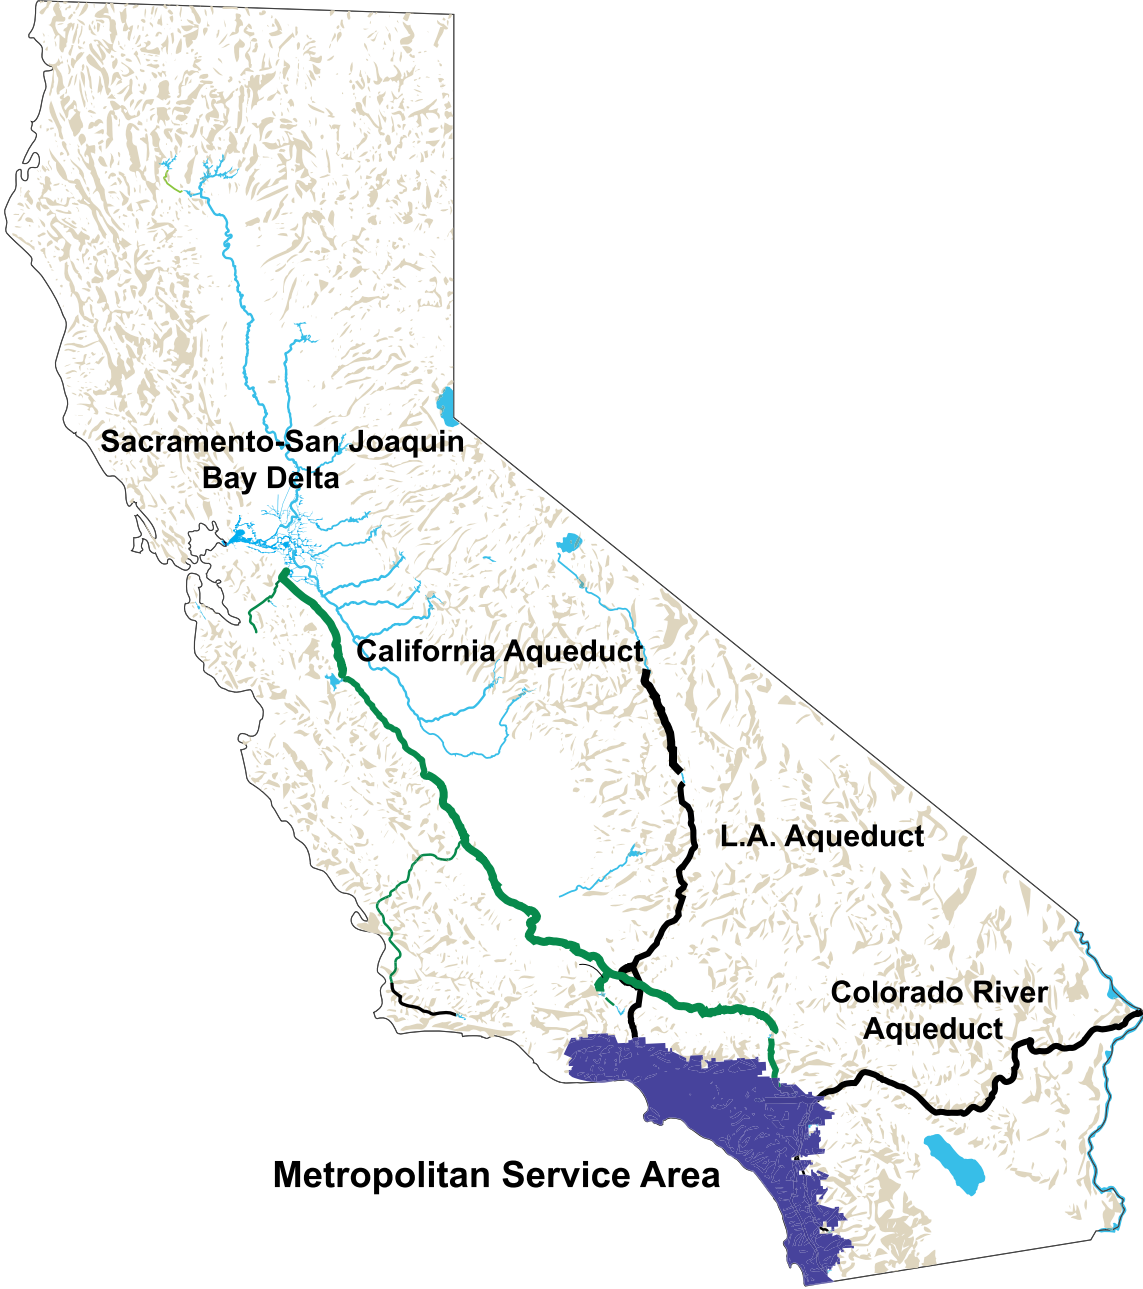 Sacramento-San Joaquin
Bay Delta
California Aqueduct
L.A. Aqueduct
Colorado River
Aqueduct
Metropolitan Service Area